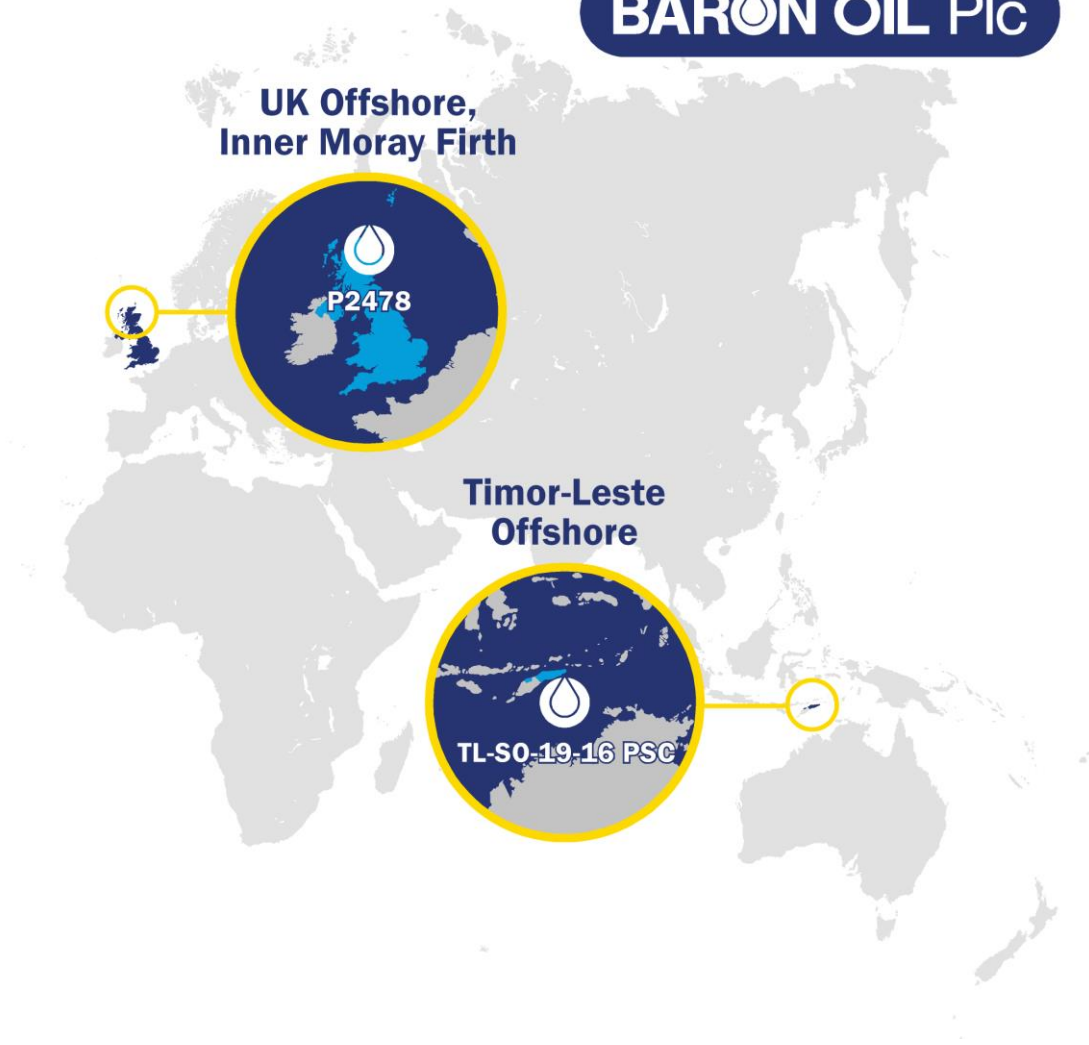 BARON OIL Plc
UK Offshore,
Inner Moray Firth
P2478
Timor-Leste
Offshore
TL-SO-19-16 PSC